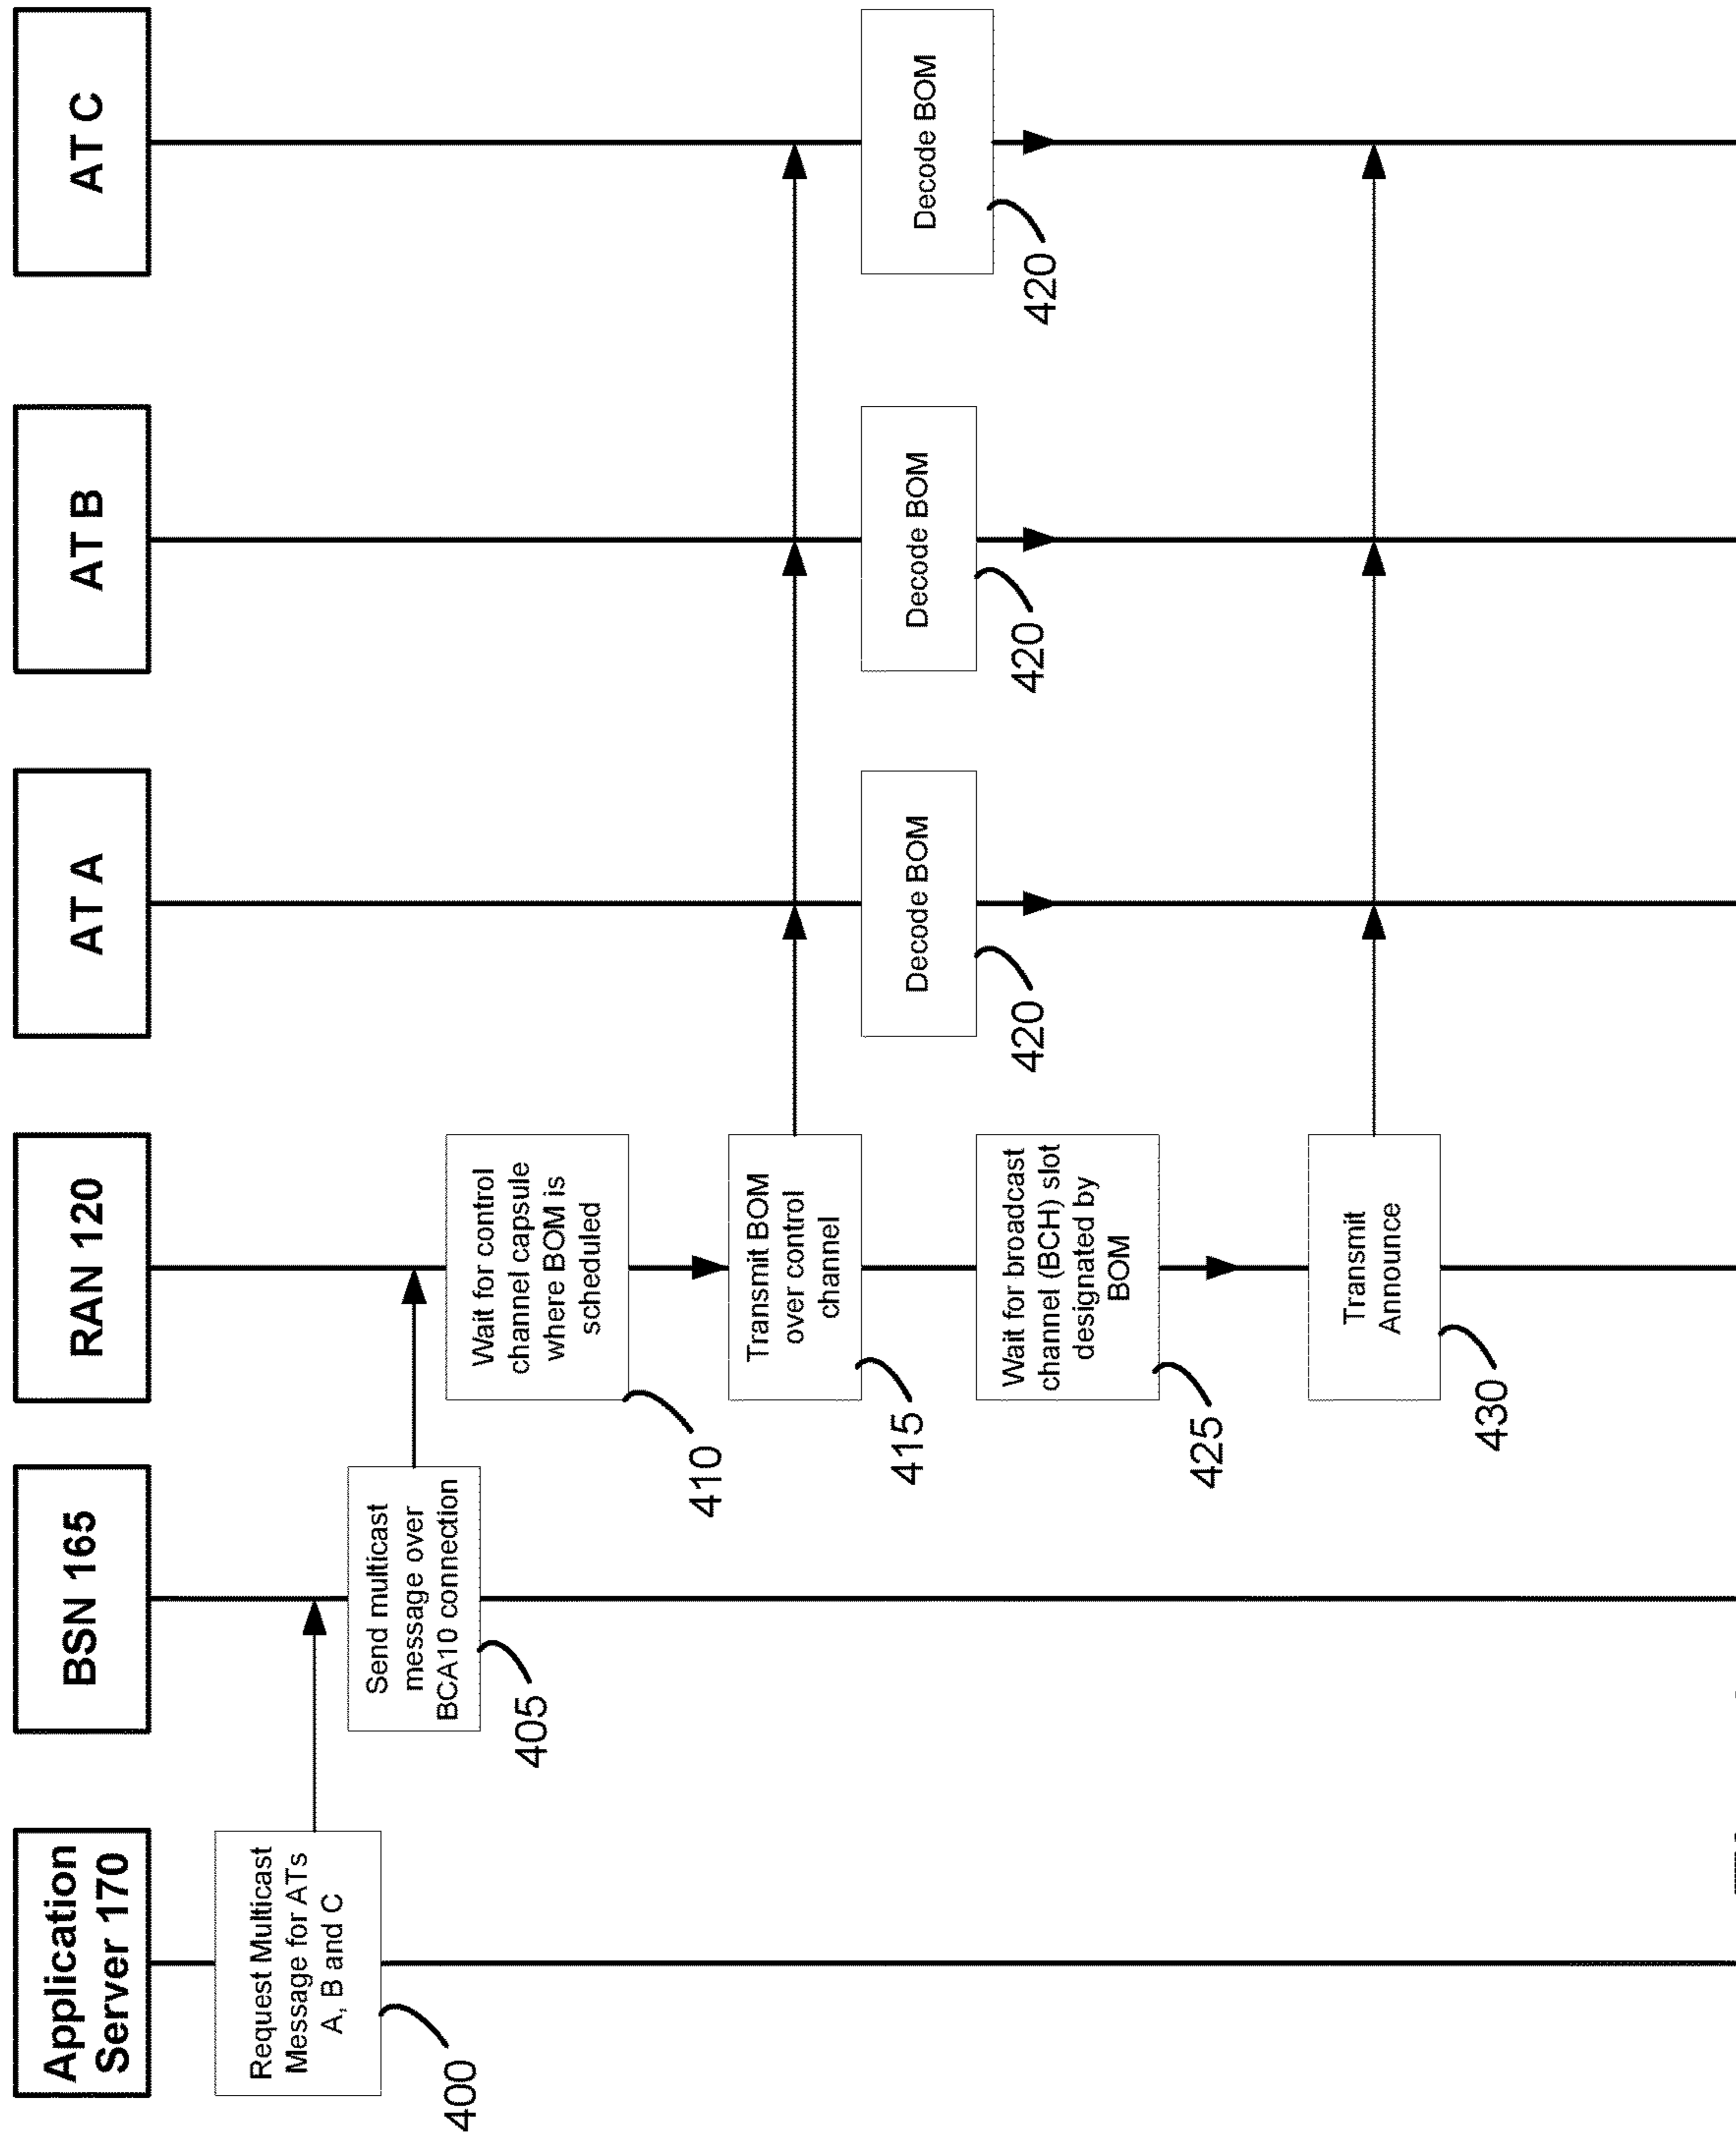 Application
Server 170
BSN 165
RAN 120
AT A
AT B
AT C
Request Multicast
Message for ATs
A, B and C
400
Send multicast
message over
BCA10 connection
405
Wait for control
channel capsule
where BOM is
scheduled
410
Transmit BOM
over control
channel
415
Decode BOM
420
Decode BOM
420
Decode BOM
420
Wait for broadcast
channel (BCH) slot
designated by
BOM
425
Transmit
Announce
430